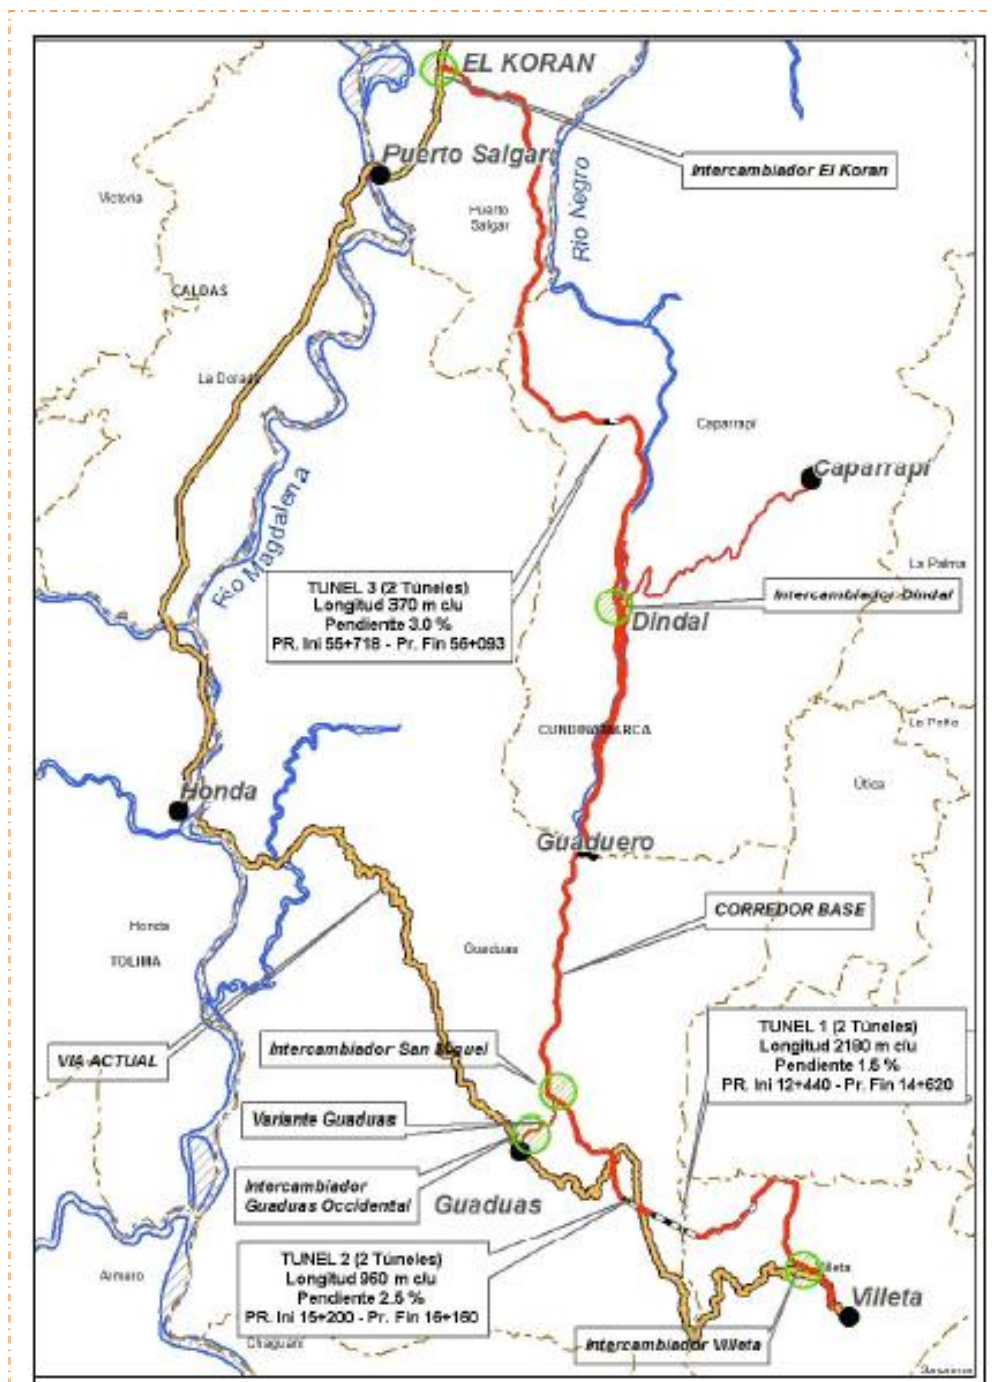 EL KORAN
Puerto Salgar
Intercambiador El Koran
Rio Negro
Victoria
Puerto
Salgar
CALDAS
La Dorada
Caparrapí
Caparrapi
Rio Magdalena
La Palma
TUNEL 3 (2 Túneles)
Longitud 370 m c/u
Pendiente 3.0 %
PR. Ini 55+718 - Pr. Fin 56+093
Intercambiador Dindal
Dindal
CUNDINAMARCA
La Peña
Útica
Honda
Guaduero
CORREDOR BASE
Honda
Guaduas
TOLIMA
TUNEL 1 (2 Túneles)
Longitud 2180 m c/u
Pendiente 1.5 %
PR. Ini 12+440 - Pr. Fin 14+620
VIA ACTUAL
Intercambiador San Miguel
Variante Guaduas
Intercambiador
Guaduas Occidental
Guaduas
TUNEL 2 (2 Túneles)
Longitud 960 m c/u
Pendiente 2.5 %
PR. Ini 15+200 - Pr. Fin 16+160
Armero
Villeta
Villeta
Chaguaní
Intercambiador Villeta